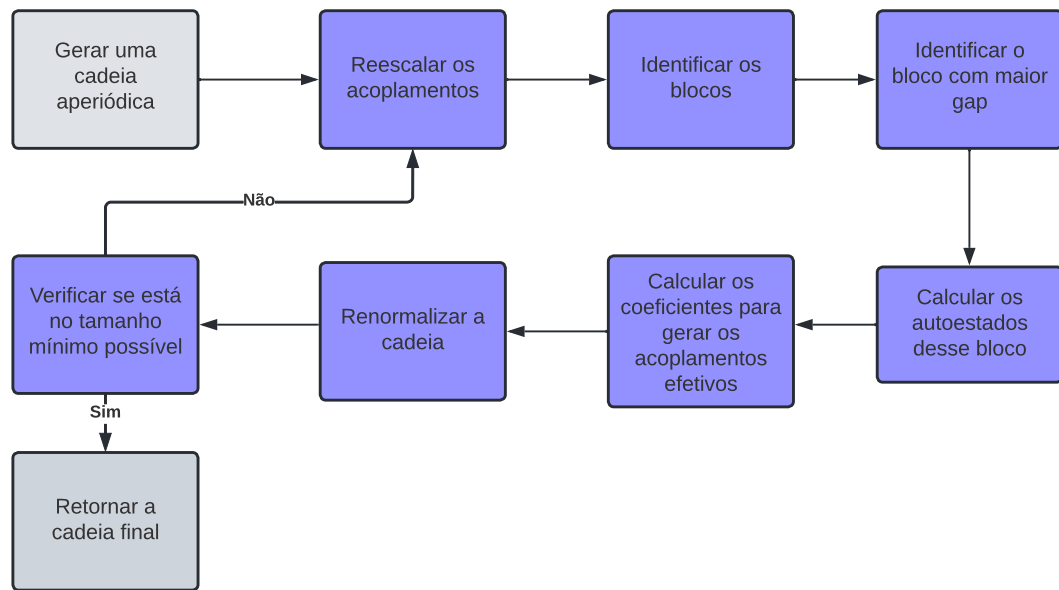 Gerar uma
cadeia
aperiódica
Reescalar os
acoplamentos
Identificar os
blocos
Identificar o
bloco com maior
gap
Não
Verificar se está
no tamanho
mínimo possível
Renormalizar a
cadeia
Calcular os
coeficientes para
gerar os
acoplamentos
efetivos
Calcular os
autoestados
desse bloco
Sim
Retornar a
cadeia final